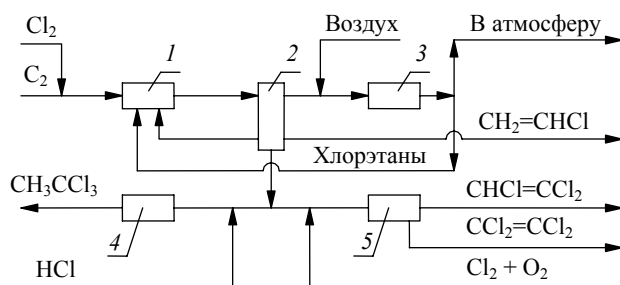 Cl₂
Воздух
В атмосферу
1
2
3
C₂
CH₂=CHCl
Хлорэтаны
CH₃CCl₃
CHCl=CCl₂
4
5
CCl₂=CCl₂
HCl
Cl₂ + O₂